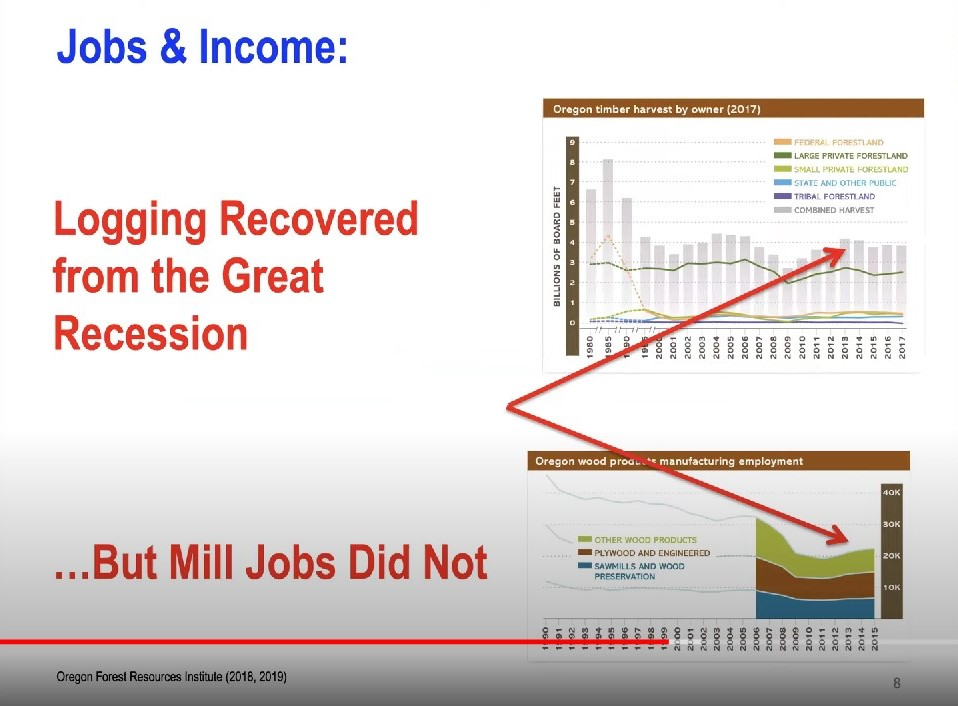 Jobs & Income:
Logging Recovered
from the Great
Recession
Oregon timber harvest by owner (2017)
BILLIONS OF BOARD FEET
9
8
7
6
5
4
3
2
1
0
FEDERAL FORESTLAND
LARGE PRIVATE FORESTLAND
SMALL PRIVATE FORESTLAND
STATE AND OTHER PUBLIC
TRIBAL FORESTLAND
COMBINED HARVEST
1980 1985 1990 1995 2000 2001 2002 2003 2004 2005 2006 2007 2008 2009 2010 2011 2012 2013 2014 2015 2016 2017
…But Mill Jobs Did Not
Oregon wood products manufacturing employment
OTHER WOOD PRODUCTS
PLYWOOD AND ENGINEERED
SAWMILLS AND WOOD
PRESERVATION
40K
30K
20K
10K
1990 1991 1992 1993 1994 1995 1996 1997 1998 1999 2000 2001 2002 2003 2004 2005 2006 2007 2008 2009 2010 2011 2012 2013 2014 2015
Oregon Forest Resources Institute (2018, 2019)
8